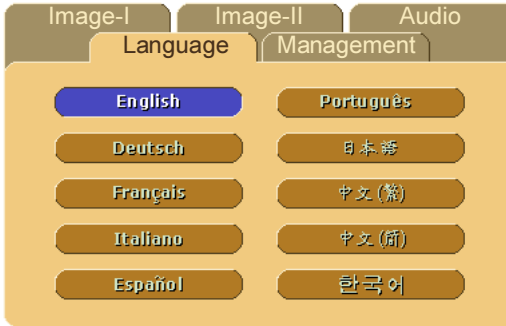 Image-I Image-II Audio
Language Management
English Português
Deutsch 日本語
Français 中文(繁)
Italiano 中文(简)
Español 한국어